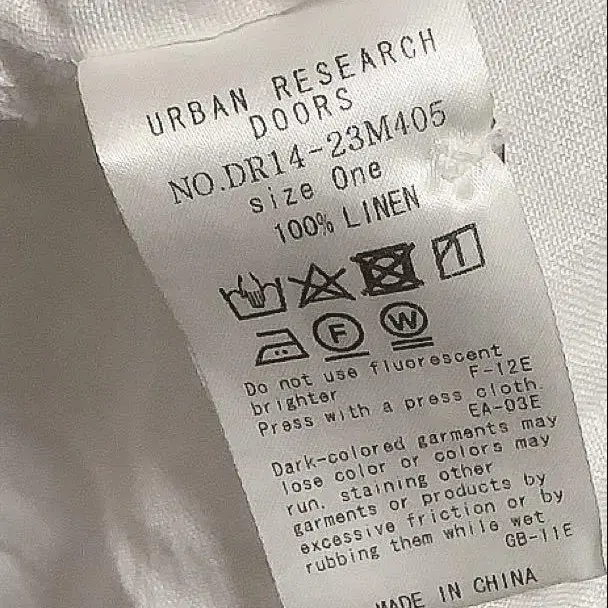 URBAN RESEARCH
DOORS
NO.DR14-23M405
size One
100% LINEN
F W
Do not use fluorescent
brighter F-12E
Press with a press cloth.
EA-03E
Dark-colored garments may
lose color or colors may
run, staining other
garments or products by
excessive friction or by
rubbing them while wet
GB-11E
MADE IN CHINA